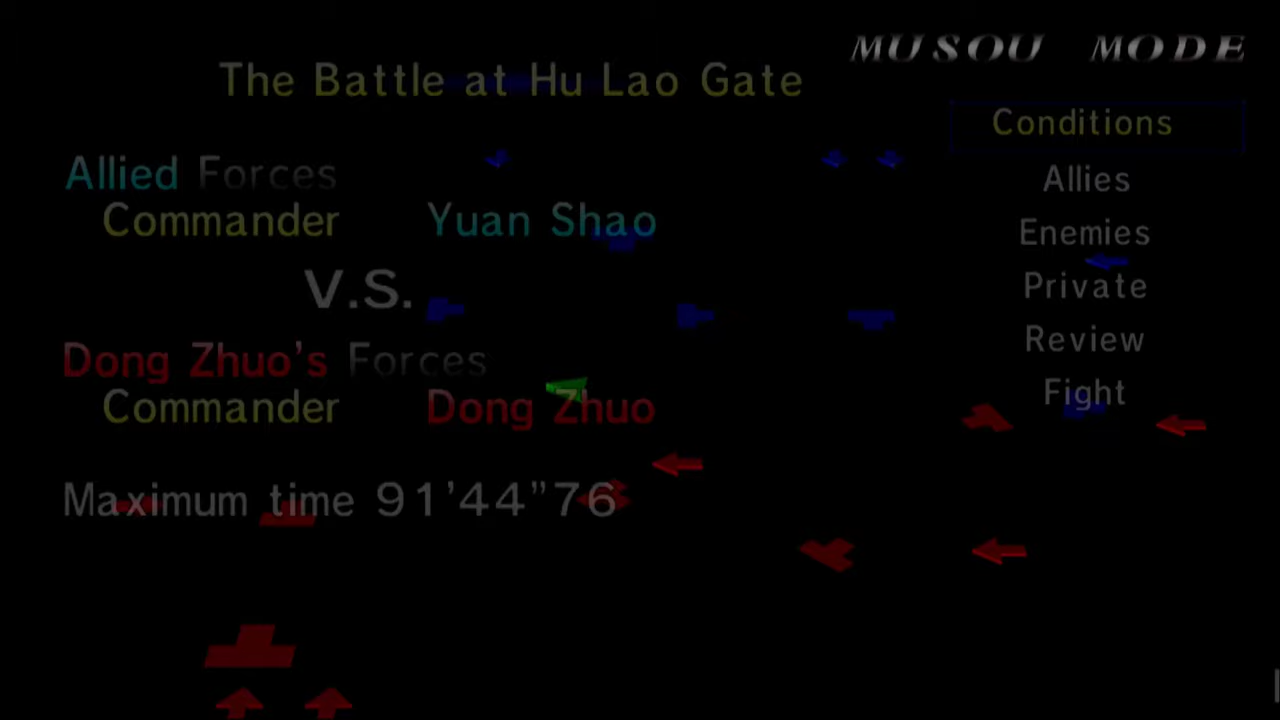 MUSOU MODE
The Battle at Hu Lao Gate
Conditions
Allied Forces
Allies
Commander Yuan Shao
Enemies
V.S.
Private
Review
Dong Zhuo's Forces
Fight
Commander Dong Zhuo
Maximum time 91'44"76